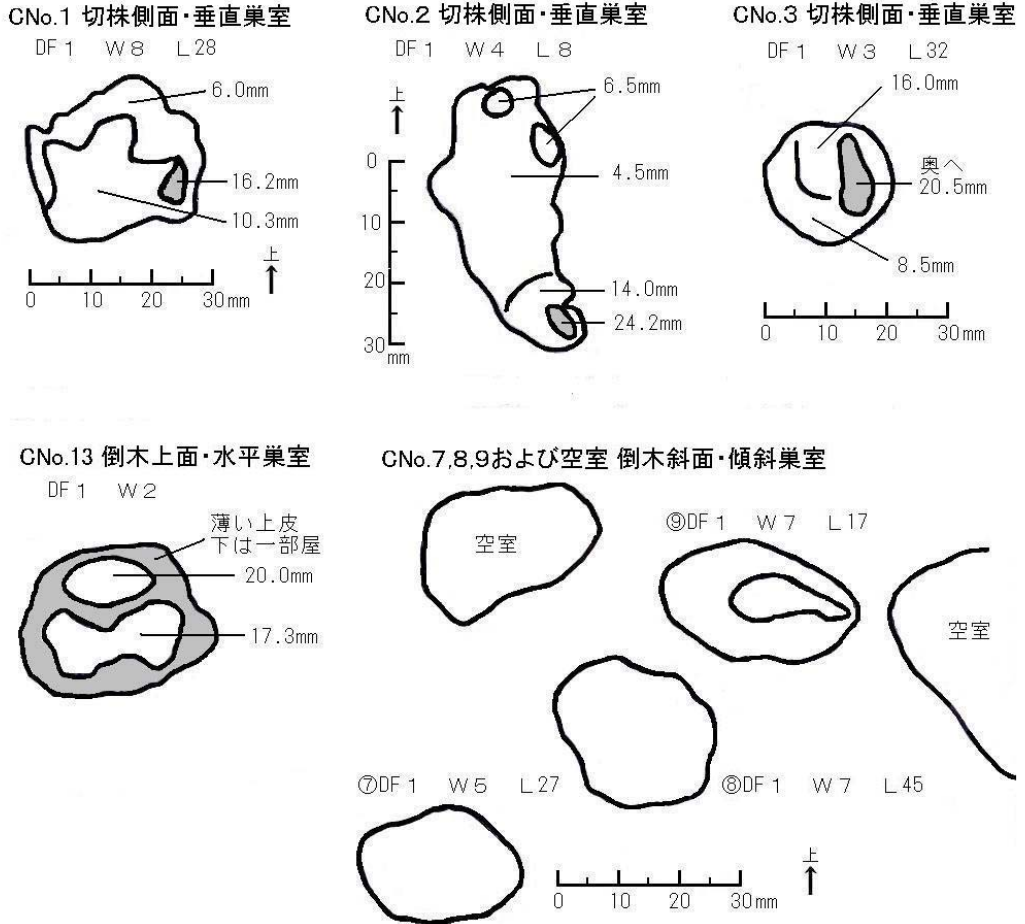 CNo.1 切株側面・垂直巣室
DF 1 W 8 L 28
6.0mm
16.2mm
10.3mm
上
0 10 20 30 mm
CNo.2 切株側面・垂直巣室
DF 1 W 4 L 8
上
6.5mm
0
4.5mm
10
20
14.0mm
24.2mm
30
mm
CNo.3 切株側面・垂直巣室
DF 1 W 3 L 32
16.0mm
奥へ
20.5mm
8.5mm
0 10 20 30 mm
CNo.13 倒木上面・水平巣室
DF 1 W 2
薄い上皮
下は一部屋
20.0mm
17.3mm
CNo.7,8,9および空室 倒木斜面・傾斜巣室
空室
⑨DF 1 W 7 L 17
空室
⑦DF 1 W 5 L 27
⑧DF 1 W 7 L 45
上
0 10 20 30 mm